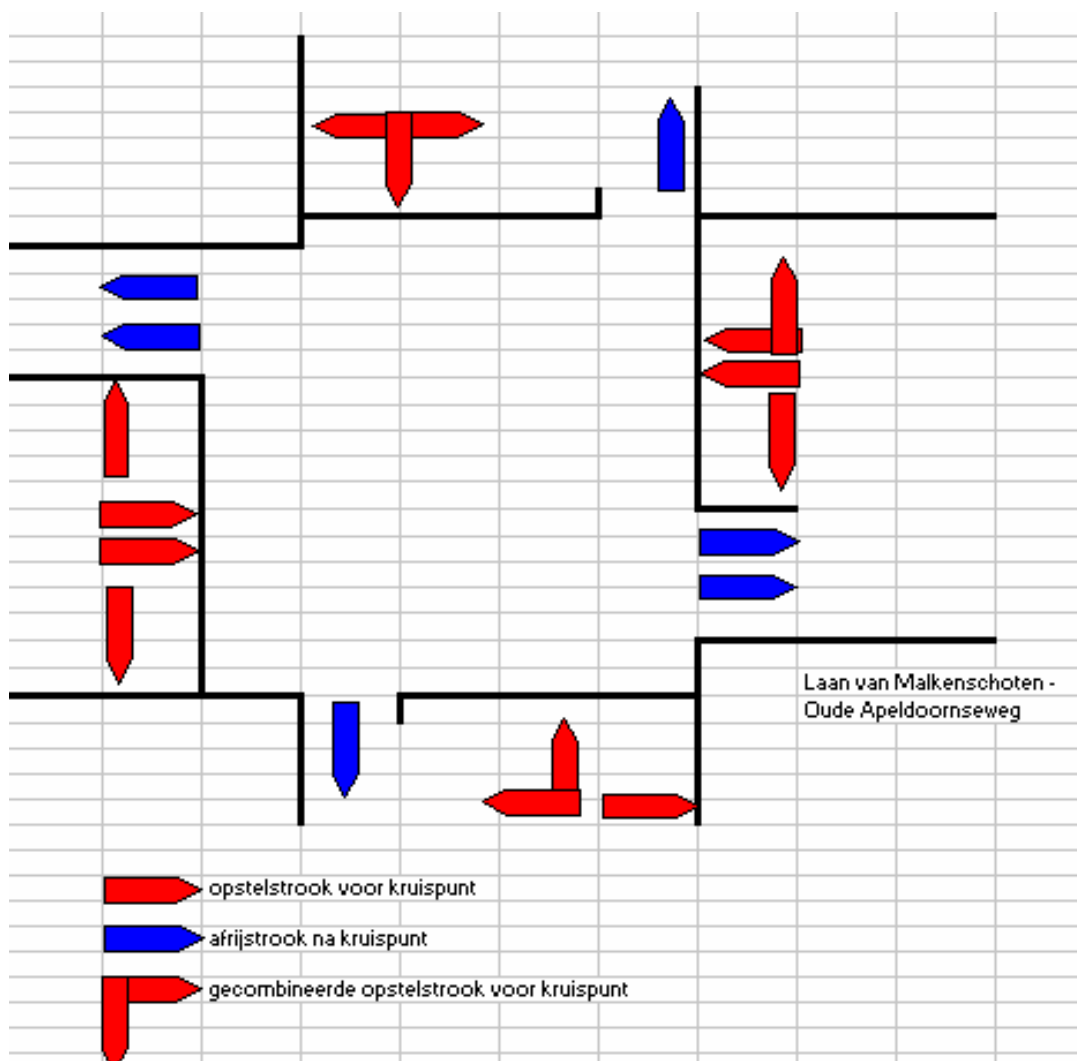 Laan van Malkenschoten -
Oude Apeldoornseweg
opstelstrook voor kruispunt
afrijstrook na kruispunt
gecombineerde opstelstrook voor kruispunt